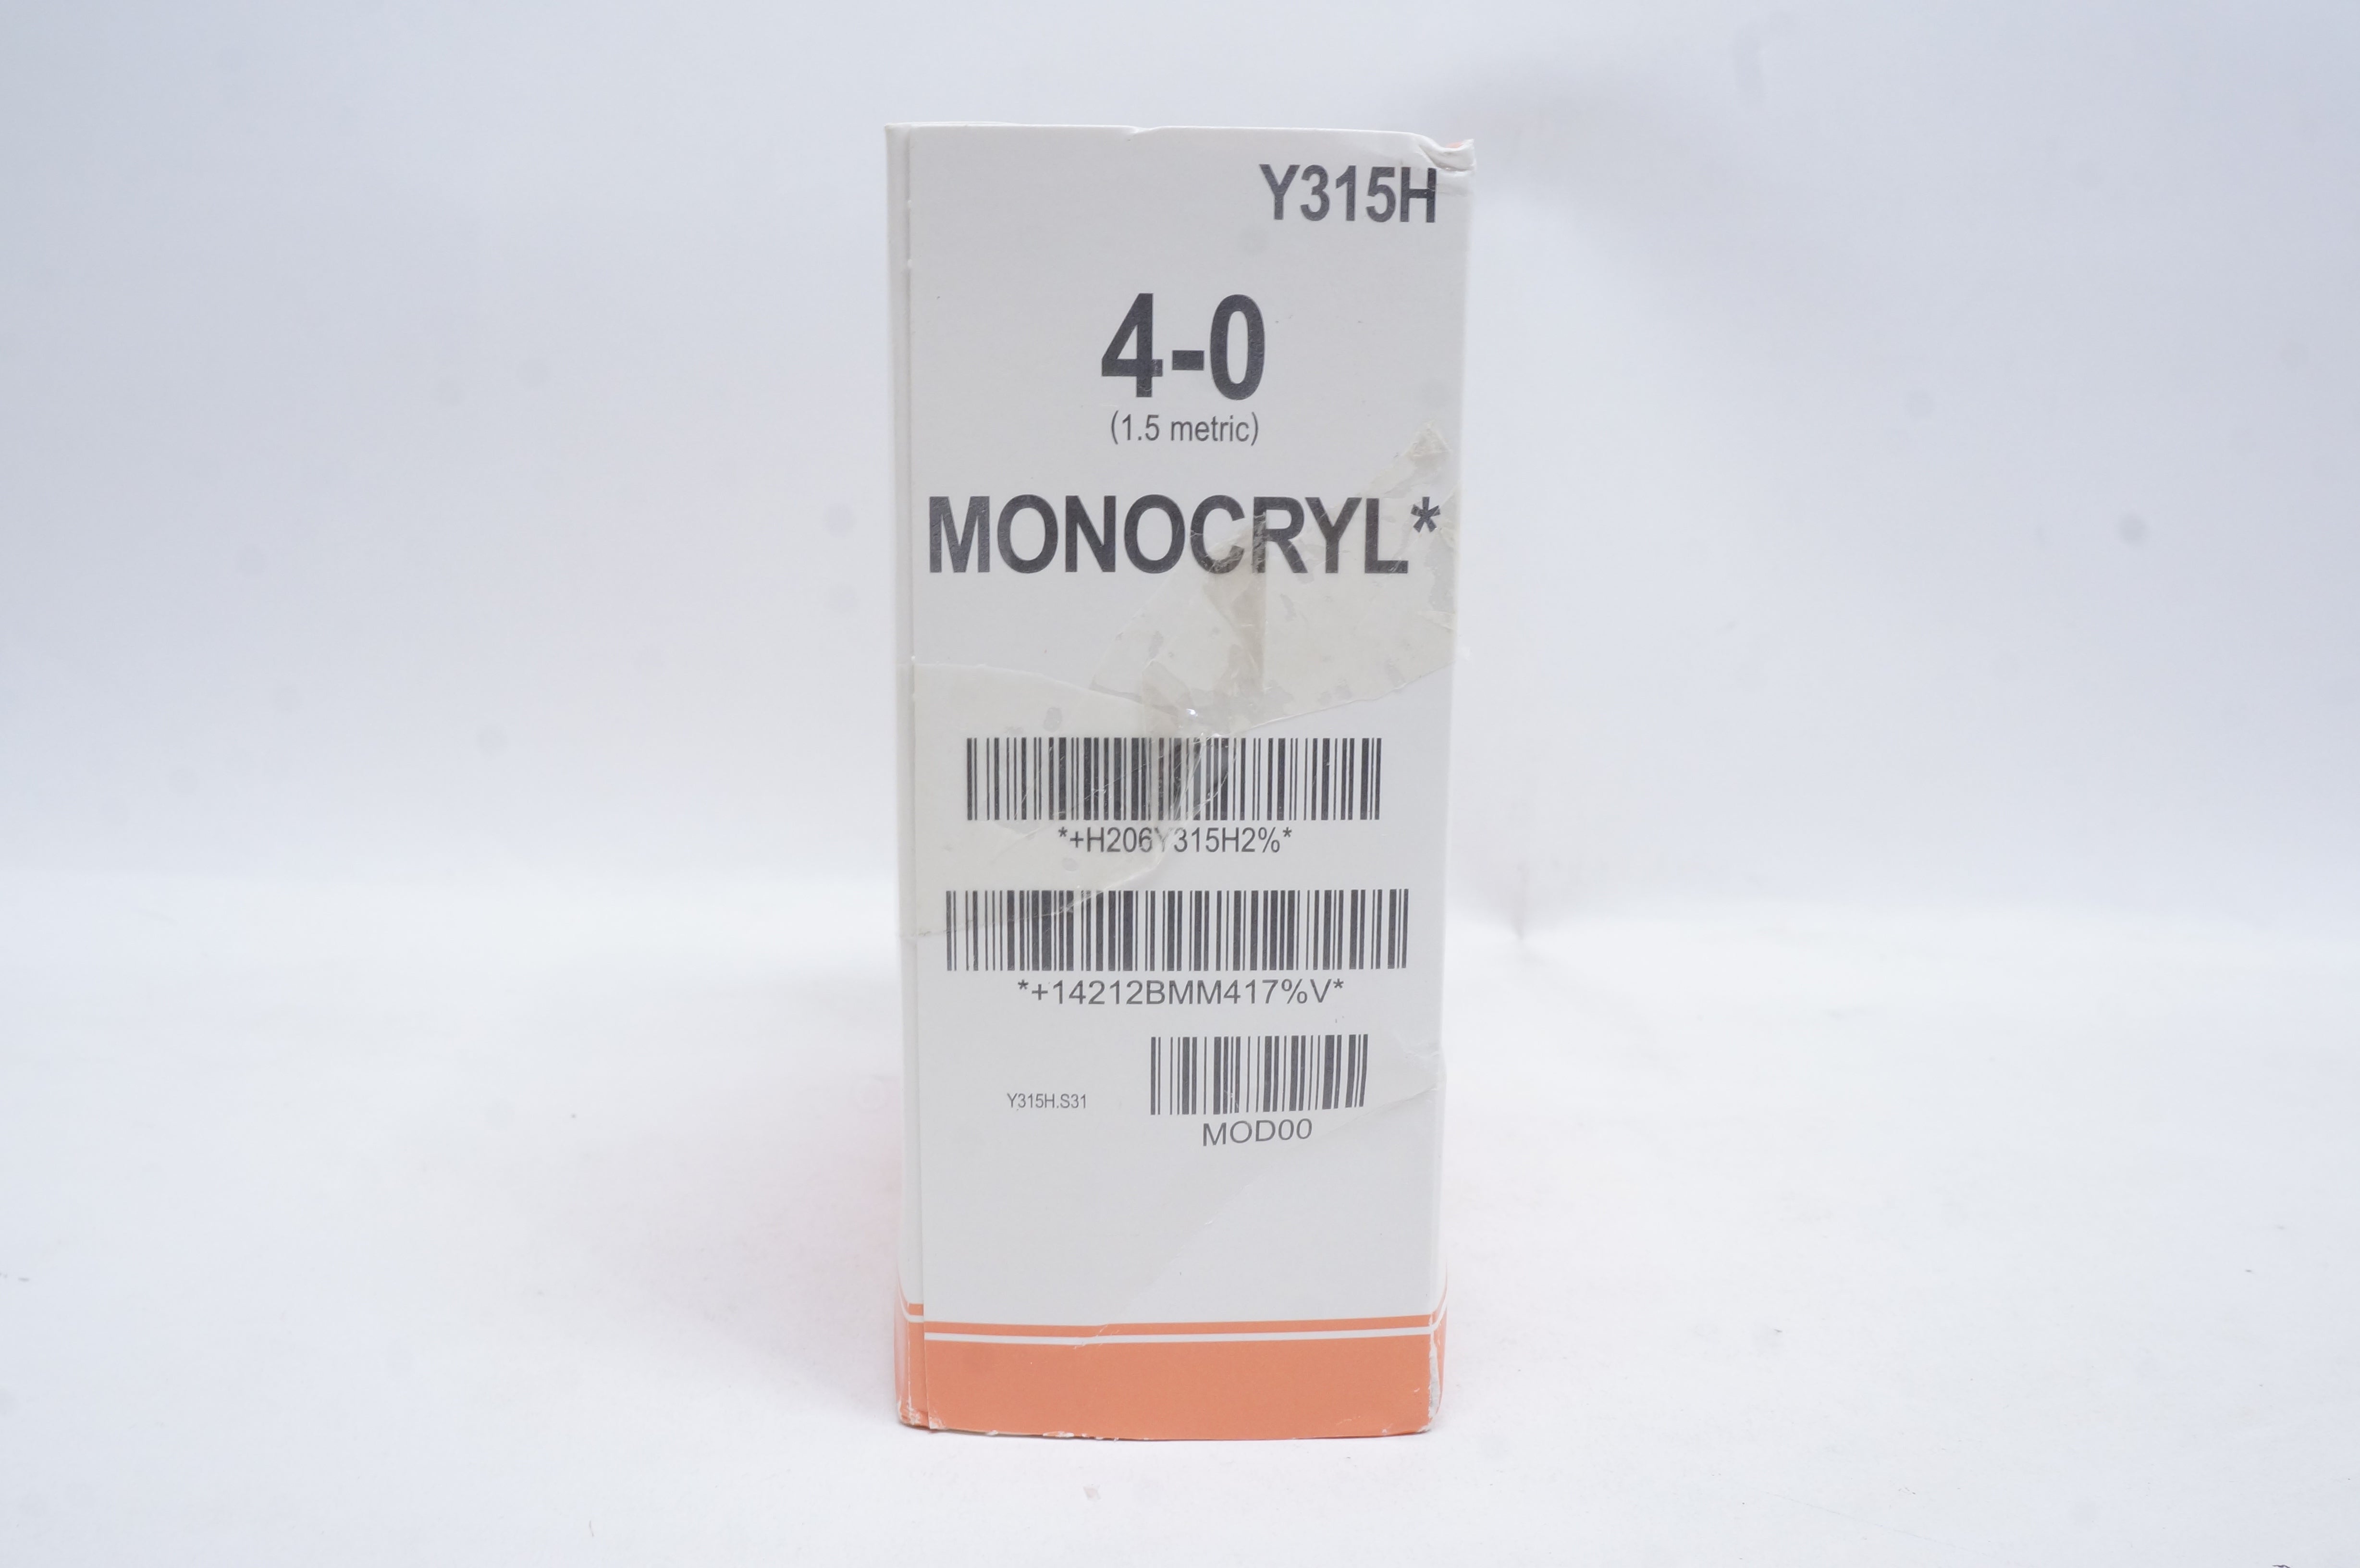 Y315H
4-0
(1.5 metric)
MONOCRYL*
*+H206Y315H2%*
*+14212BMM417%V*
Y315H.S31
MOD00